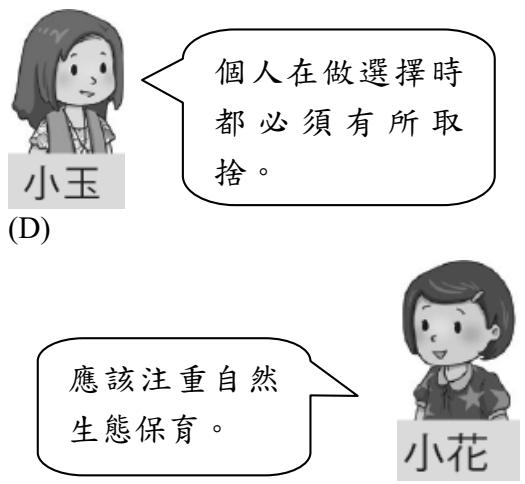 個人在做選擇時
都必須有所取
捨。
小玉
(D)
應該注重自然
生態保育。
小花